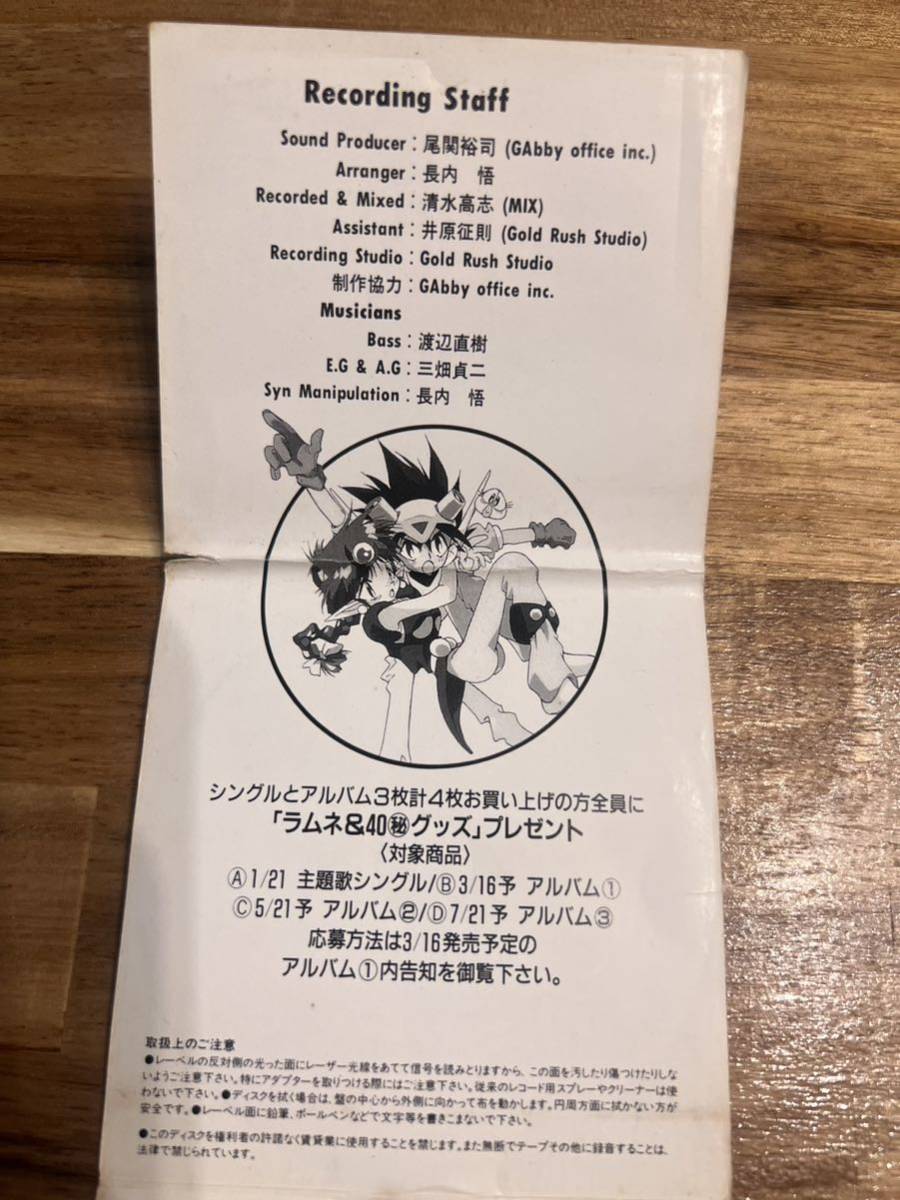 Recording Staff
Sound Producer：尾関裕司 (GAbby office inc.)
Arranger：長内　悟
Recorded & Mixed：清水高志 (MIX)
Assistant：井原征則 (Gold Rush Studio)
Recording Studio：Gold Rush Studio
制作協力：GAbby office inc.
Musicians
Bass：渡辺直樹
E.G & A.G：三畑貞二
Syn Manipulation：長内　悟
シングルとアルバム3枚計4枚お買い上げの方全員に
「ラムネ&40㊙グッズ」プレゼント
〈対象商品〉
Ⓐ1/21 主題歌シングル/Ⓑ3/16予 アルバム①
Ⓒ5/21予 アルバム②/Ⓓ7/21予 アルバム③
応募方法は3/16発売予定の
アルバム①内告知を御覧下さい。
取扱上のご注意
●レーベルの反対側の光った面にレーザー光線をあてて信号を読みとりますから、この面を汚したり傷つけたりしな
いようご注意下さい。特にアダプターを取りつける際にはご注意下さい。従来のレコード用スプレーやクリーナーは使
わないで下さい。●ディスクを拭く場合は、盤の中心から外側に向かって布を動かします。円周方面に拭かない方が
安全です。●レーベル面に鉛筆、ボールペンなどで文字等を書きこまないで下さい。
●このディスクを権利者の許諾なく賃貸業に使用することを禁じます。また無断でテープその他に録音することは、
法律で禁じられています。